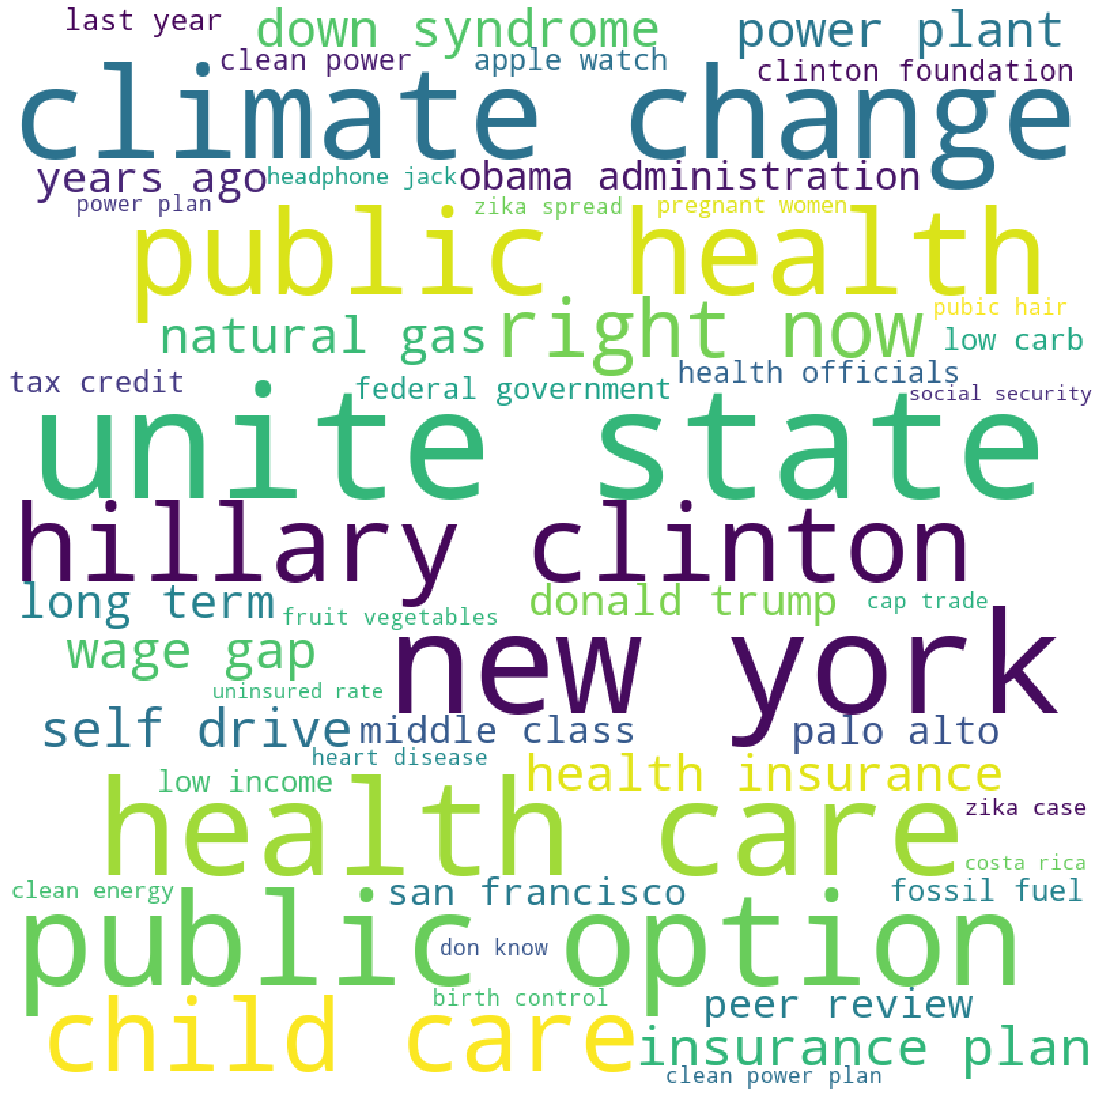 last year
down syndrome
power plant
clean power
apple watch
clinton foundation
climate change
years ago
headphone jack
obama administration
power plan
zika spread
pregnant women
public health
natural gas
right now
pubic hair
low carb
tax credit
federal government
health officials
social security
unite state
hillary clinton
long term
fruit vegetables
donald trump
cap trade
wage gap
new york
uninsured rate
self drive
middle class
palo alto
heart disease
low income
health insurance
health care
zika case
costa rica
clean energy
san francisco
fossil fuel
public option
don know
birth control
peer review
child care
insurance plan
clean power plan